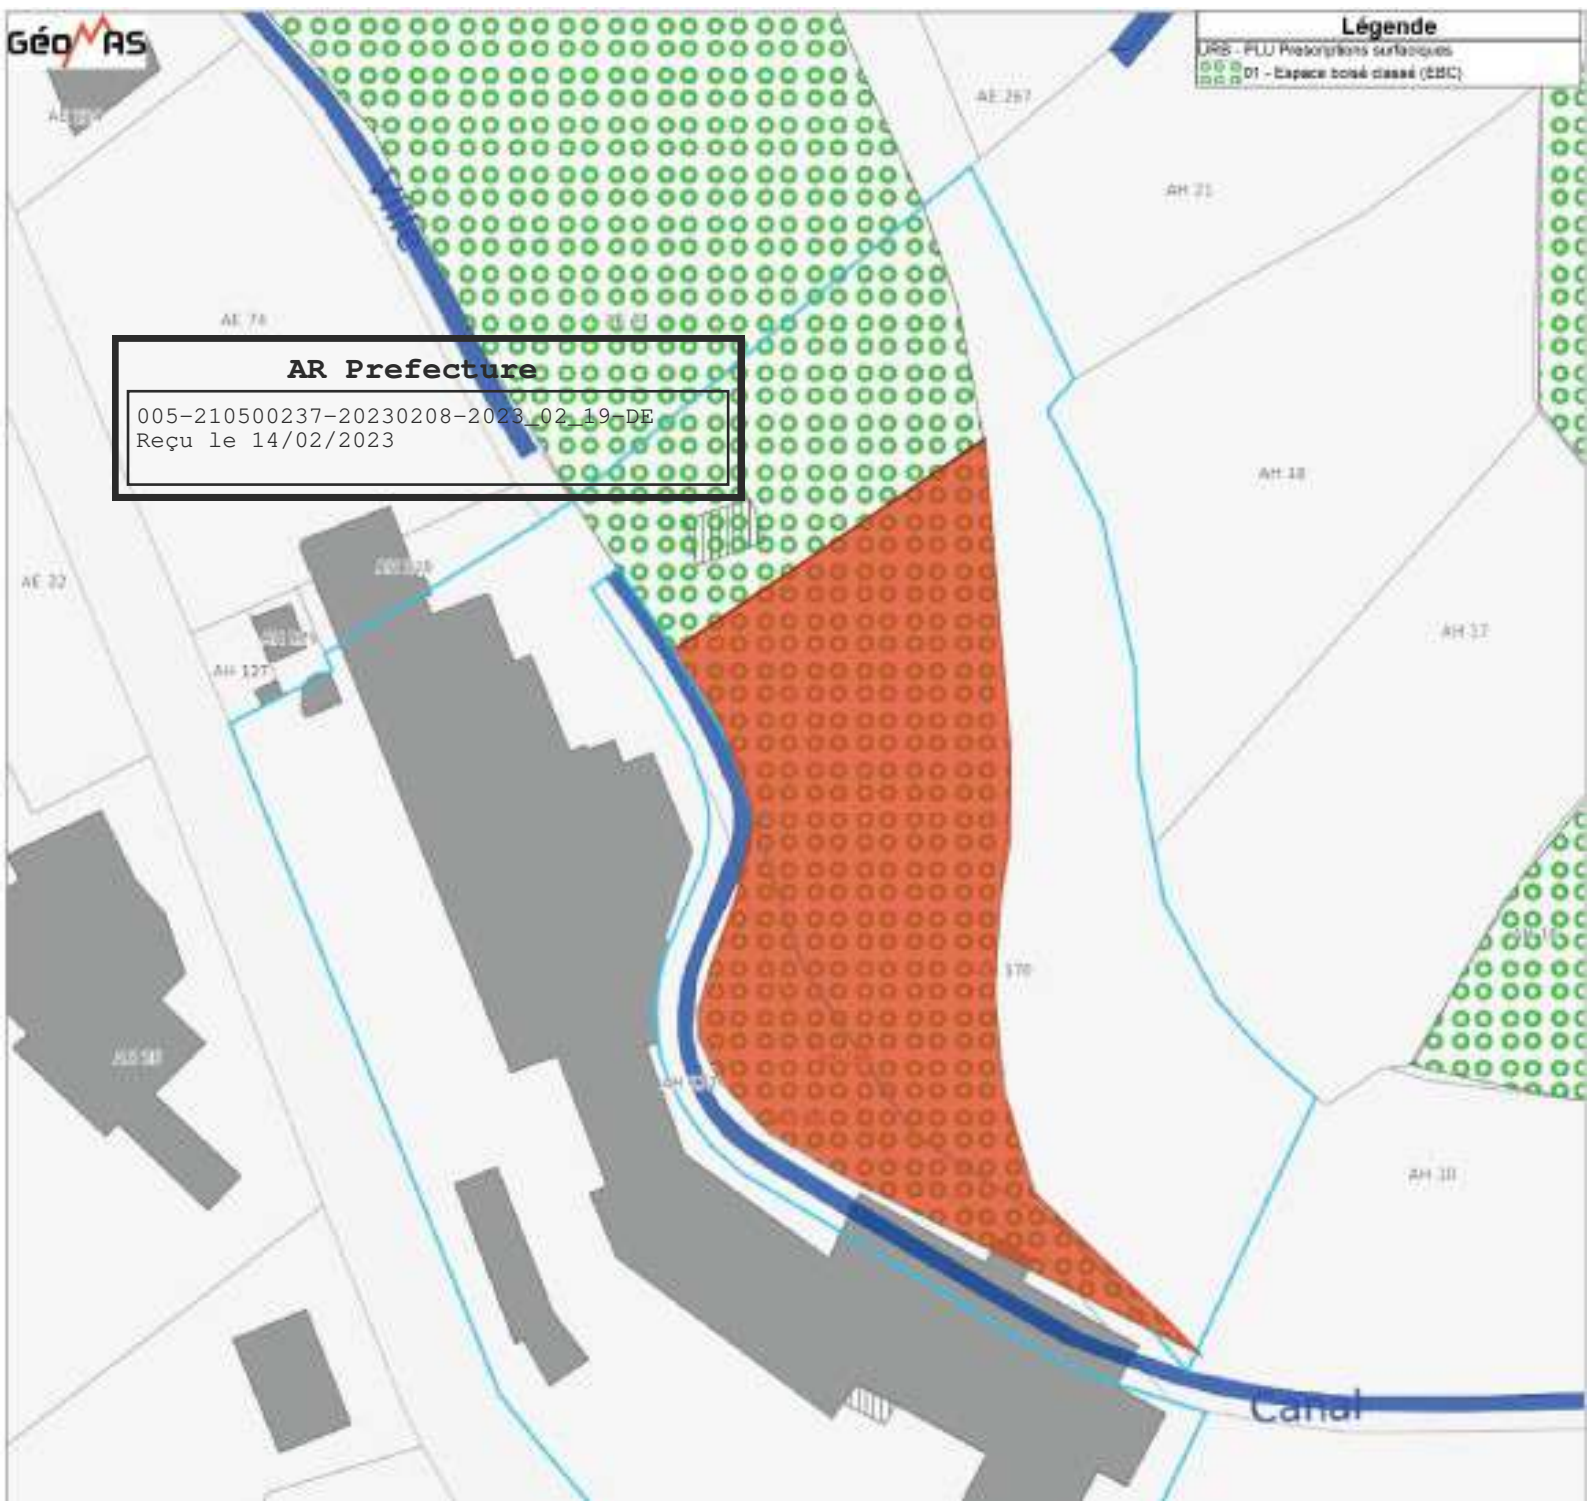 GéoMAS
Légende
URB - PLU Prescriptions surfaciques
01 - Espace boisé classé (EBC)
AE 267
AH 21
AE 74
AR Prefecture
005-210500237-20230208-2023_02_19-DE
Reçu le 14/02/2023
AH 18
AE 32
AH 17
AH 127
170
AH 10
Canal